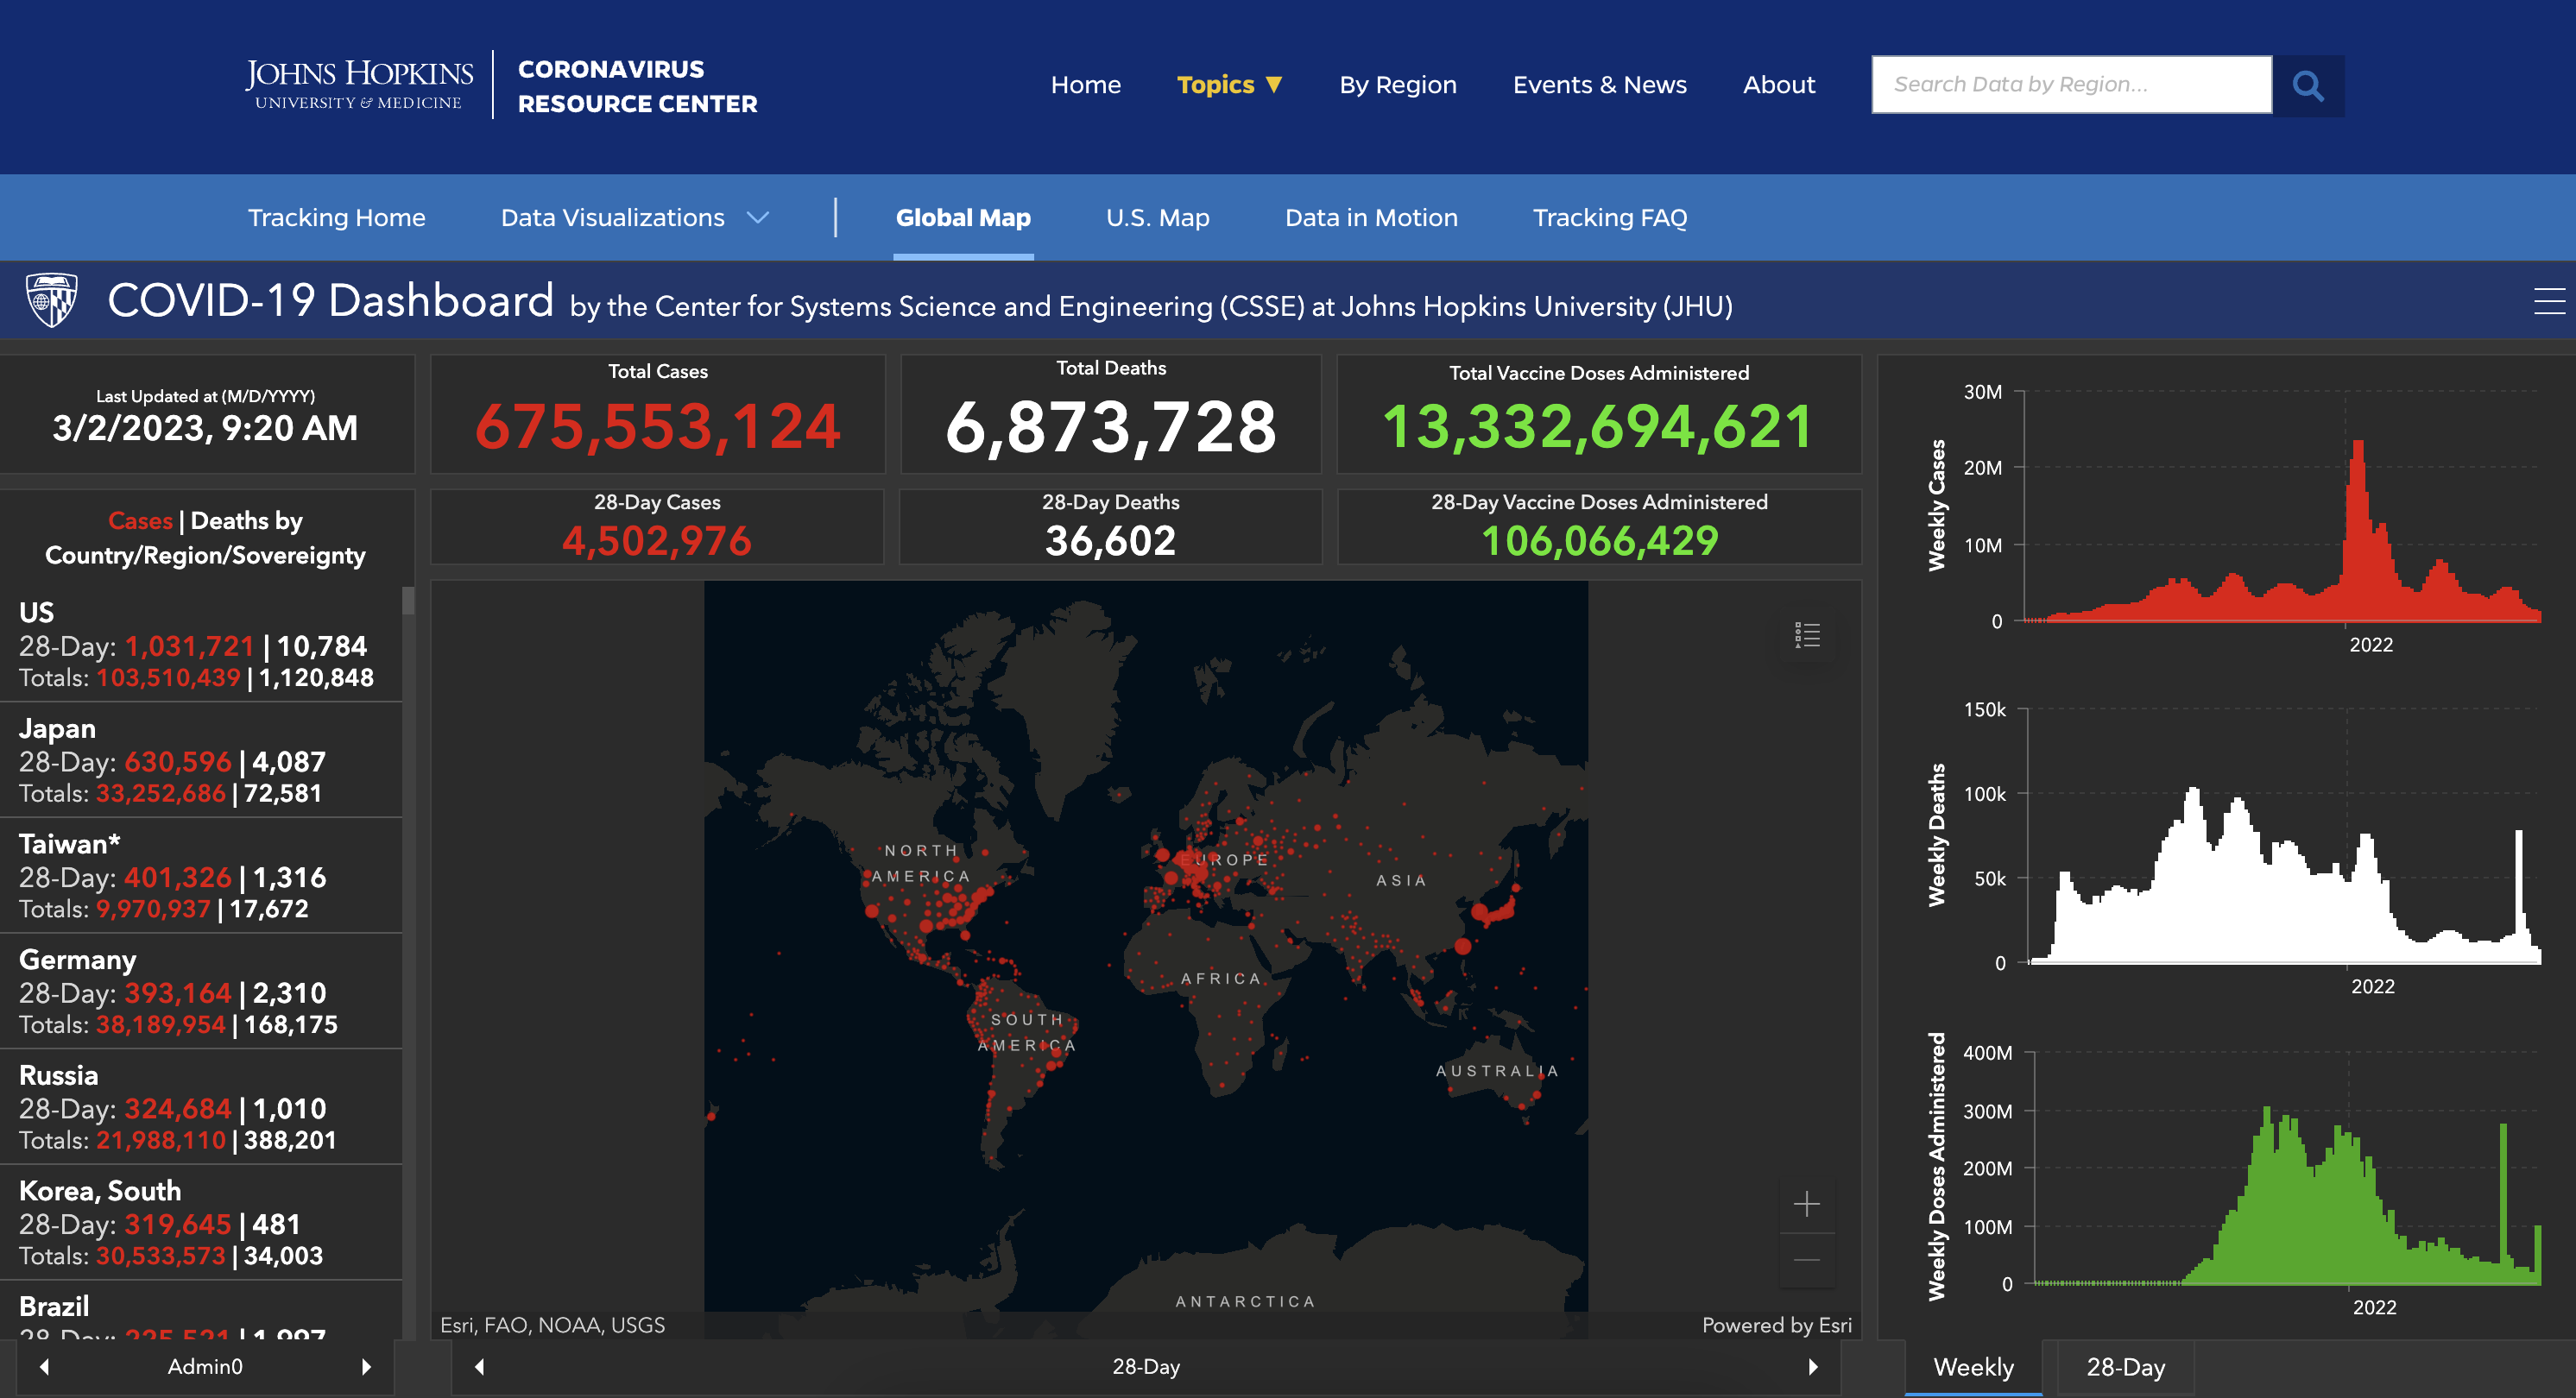 JOHNS HOPKINS
UNIVERSITY & MEDICINE
CORONAVIRUS
RESOURCE CENTER
Home
Topics ▼
By Region
Events & News
About
Search Data by Region...
Tracking Home
Data Visualizations
Global Map
U.S. Map
Data in Motion
Tracking FAQ
COVID-19 Dashboard by the Center for Systems Science and Engineering (CSSE) at Johns Hopkins University (JHU)
Last Updated at (M/D/YYYY)
3/2/2023, 9:20 AM
Total Cases
675,553,124
Total Deaths
6,873,728
Total Vaccine Doses Administered
13,332,694,621
28-Day Cases
4,502,976
28-Day Deaths
36,602
28-Day Vaccine Doses Administered
106,066,429
Cases | Deaths by
Country/Region/Sovereignty
US
28-Day: 1,031,721 | 10,784
Totals: 103,510,439 | 1,120,848
Japan
28-Day: 630,596 | 4,087
Totals: 33,252,686 | 72,581
Taiwan*
28-Day: 401,326 | 1,316
Totals: 9,970,937 | 17,672
Germany
28-Day: 393,164 | 2,310
Totals: 38,189,954 | 168,175
Russia
28-Day: 324,684 | 1,010
Totals: 21,988,110 | 388,201
Korea, South
28-Day: 319,645 | 481
Totals: 30,533,573 | 34,003
Brazil
28-Day:
Admin0
NORTH
AMERICA
EUROPE
ASIA
AFRICA
SOUTH
AMERICA
AUSTRALIA
ANTARCTICA
Esri, FAO, NOAA, USGS
Powered by Esri
28-Day
Weekly Cases
30M
20M
10M
0
2022
Weekly Deaths
150k
100k
50k
0
2022
Weekly Doses Administered
400M
300M
200M
100M
0
2022
Weekly
28-Day